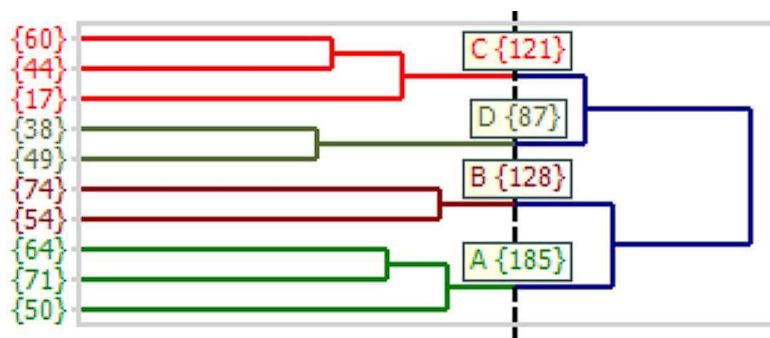 {60}
C {121}
{44}
{17}
D {87}
{38}
{49}
B {128}
{74}
{54}
{64}
A {185}
{71}
{50}